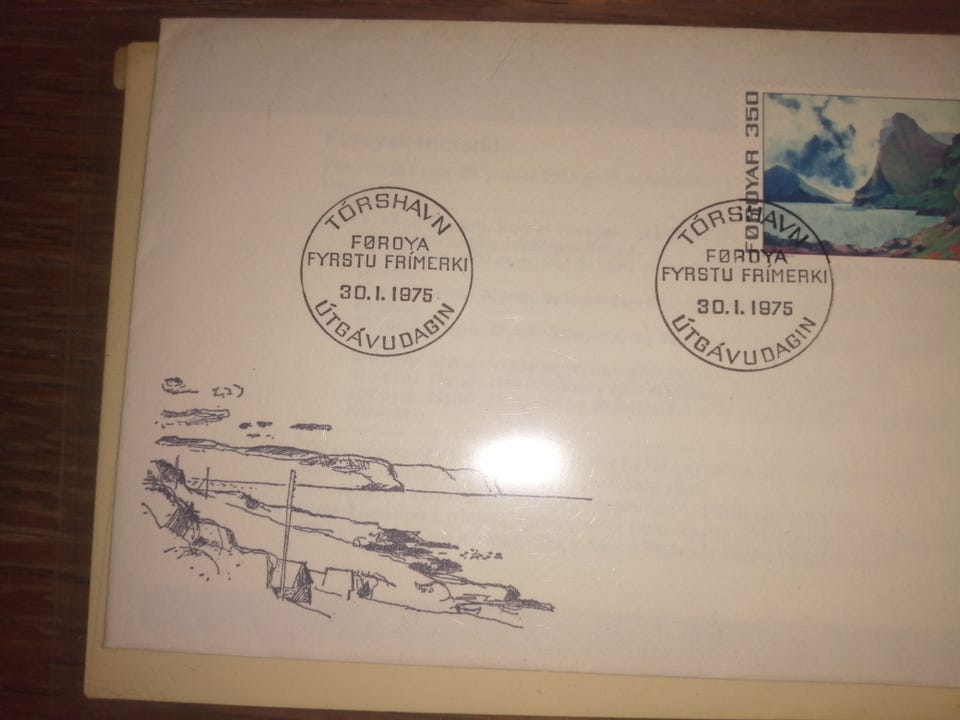 FØROYAR 350
TÓRSHAVN
FØROYA
FYRSTU FRÍMERKI
30.1.1975
ÚTGÁVUDAGIN
TÓRSHAVN
FØROYA
FYRSTU FRÍMERKI
30.1.1975
ÚTGÁVUDAGIN